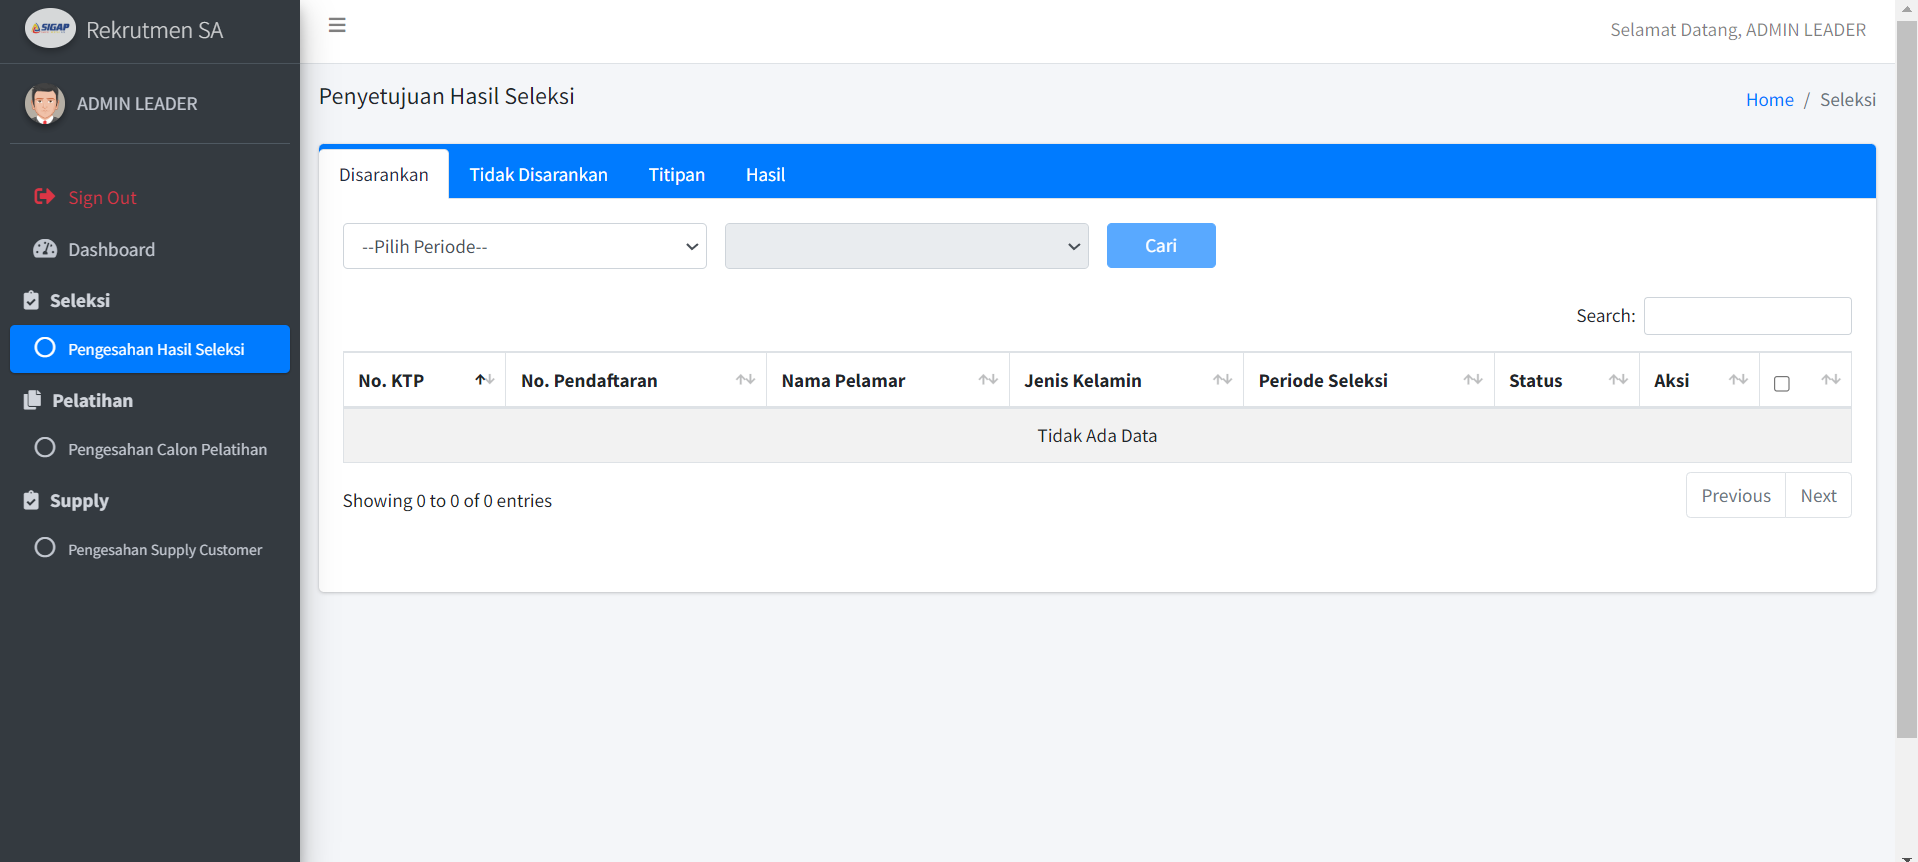 SIGAP Rekrutmen SA
Selamat Datang, ADMIN LEADER
ADMIN LEADER
Sign Out
Dashboard
Seleksi
Pengesahan Hasil Seleksi
Pelatihan
Pengesahan Calon Pelatihan
Supply
Pengesahan Supply Customer
Penyetujuan Hasil Seleksi
Home / Seleksi
Disarankan Tidak Disarankan Titipan Hasil
--Pilih Periode-- Cari
Search:
No. KTP No. Pendaftaran Nama Pelamar Jenis Kelamin Periode Seleksi Status Aksi
Tidak Ada Data
Showing 0 to 0 of 0 entries
Previous Next